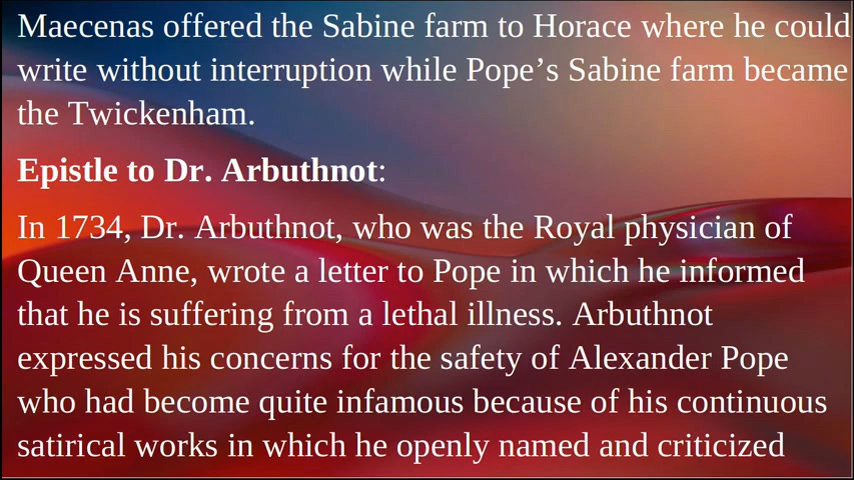 Maecenas offered the Sabine farm to Horace where he could
write without interruption while Pope’s Sabine farm became
the Twickenham.
Epistle to Dr. Arbuthnot:
In 1734, Dr. Arbuthnot, who was the Royal physician of
Queen Anne, wrote a letter to Pope in which he informed
that he is suffering from a lethal illness. Arbuthnot
expressed his concerns for the safety of Alexander Pope
who had become quite infamous because of his continuous
satirical works in which he openly named and criticized